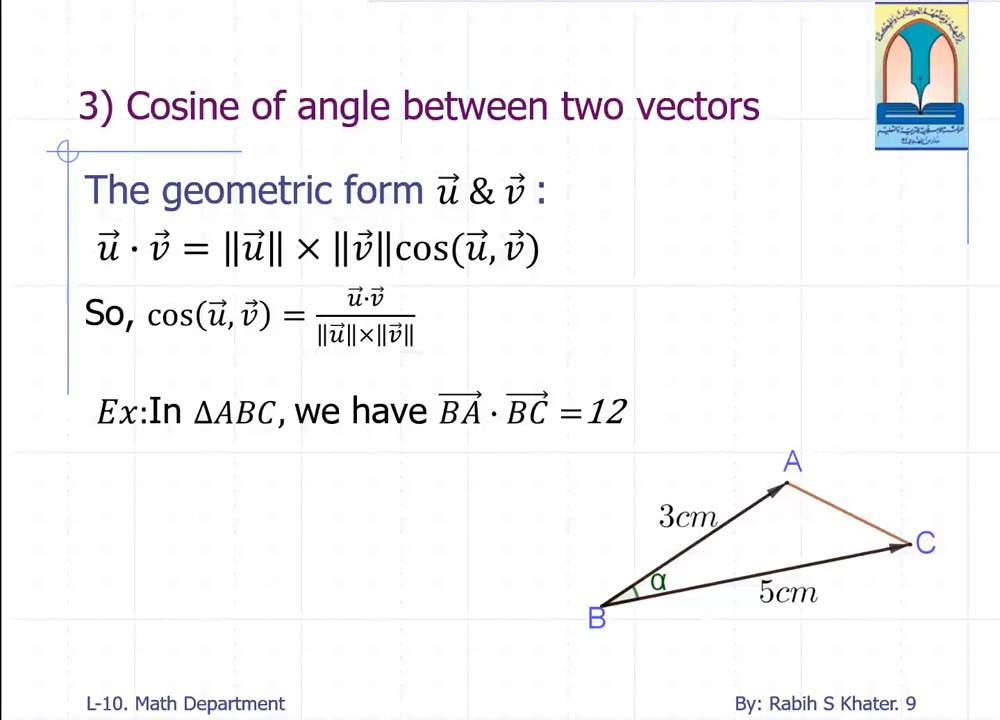 3) Cosine of angle between two vectors
The geometric form u⃗ & v⃗ :
u⃗ · v⃗ = ‖u⃗‖ × ‖v⃗‖cos(u⃗, v⃗)
So, cos(u⃗, v⃗) = u⃗·v⃗ / ‖u⃗‖×‖v⃗‖
Ex:In ΔABC, we have BA⃗ · BC⃗ = 12
A
3cm
C
α
5cm
B
L-10. Math Department
By: Rabih S Khater. 9